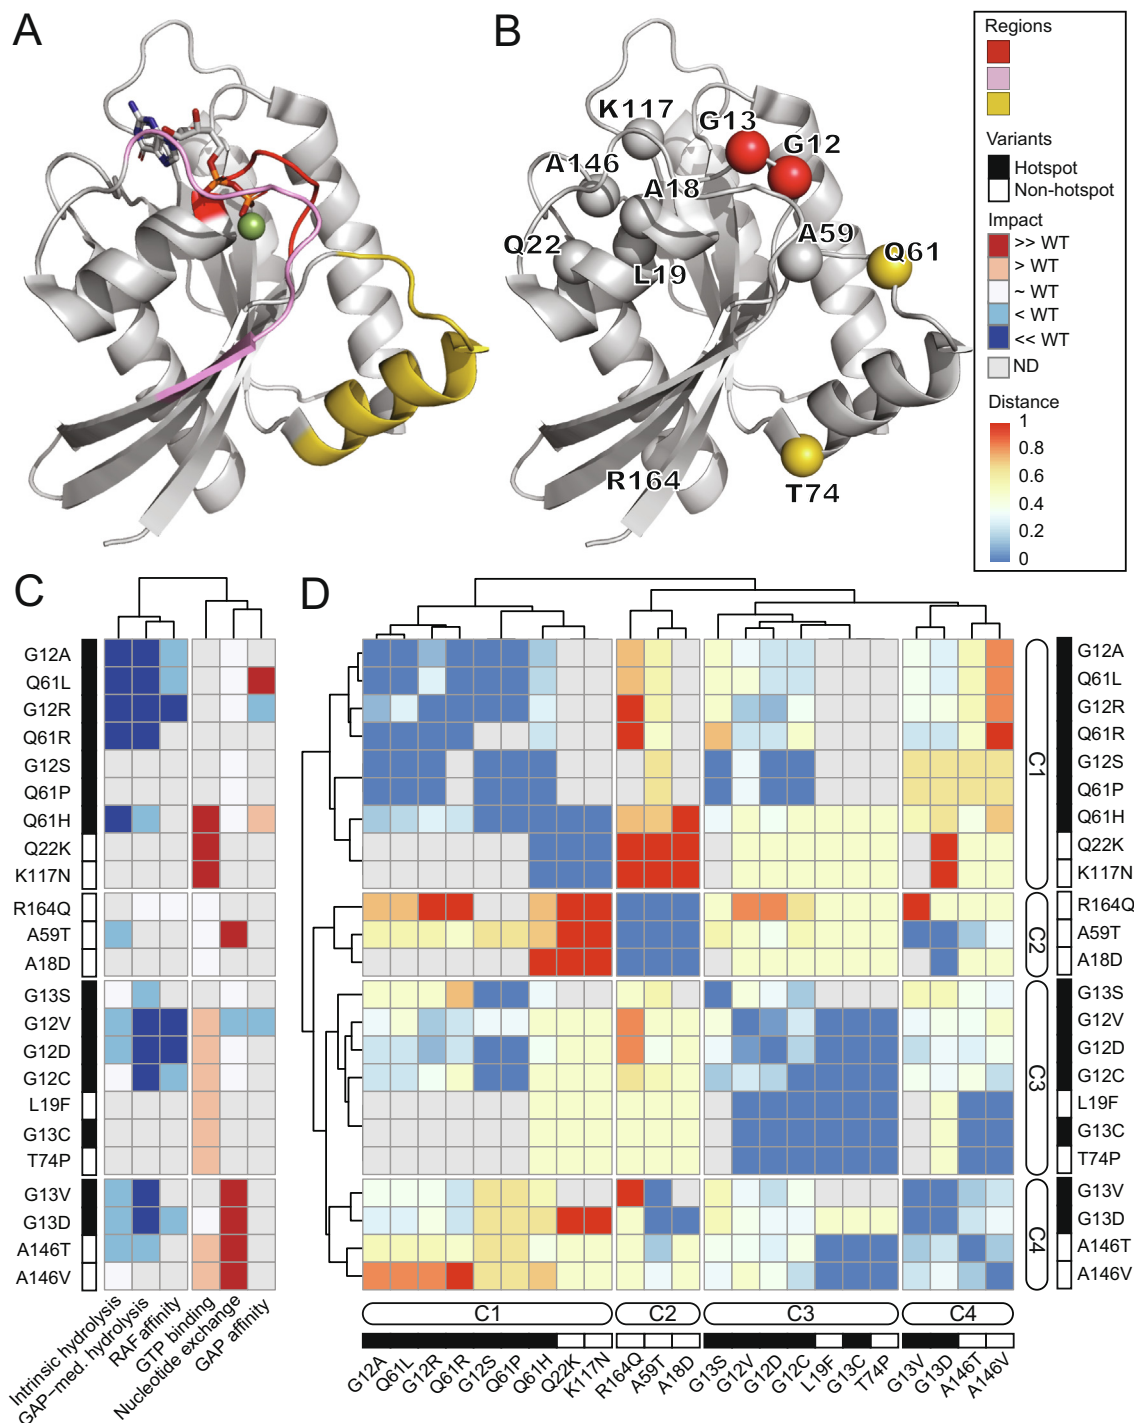 A
B
K117
G13
G12
A146
A18
Q22
L19
A59
Q61
R164
T74
Regions
Variants
Hotspot
Non-hotspot
Impact
>> WT
> WT
~ WT
< WT
<< WT
ND
Distance
1
0.8
0.6
0.4
0.2
0
C
G12A
Q61L
G12R
Q61R
G12S
Q61P
Q61H
Q22K
K117N
R164Q
A59T
A18D
G13S
G12V
G12D
G12C
L19F
G13C
T74P
G13V
G13D
A146T
A146V
Intrinsic hydrolysis
GAP-med. hydrolysis
RAF affinity
GTP binding
Nucleotide exchange
GAP affinity
D
C1
C2
C3
C4
G12A
Q61L
G12R
Q61R
G12S
Q61P
Q61H
Q22K
K117N
R164Q
A59T
A18D
G13S
G12V
G12D
G12C
L19F
G13C
T74P
G13V
G13D
A146T
A146V
C1
C2
C3
C4
G12A
Q61L
G12R
Q61R
G12S
Q61P
Q61H
Q22K
K117N
R164Q
A59T
A18D
G13S
G12V
G12D
G12C
L19F
G13C
T74P
G13V
G13D
A146T
A146V